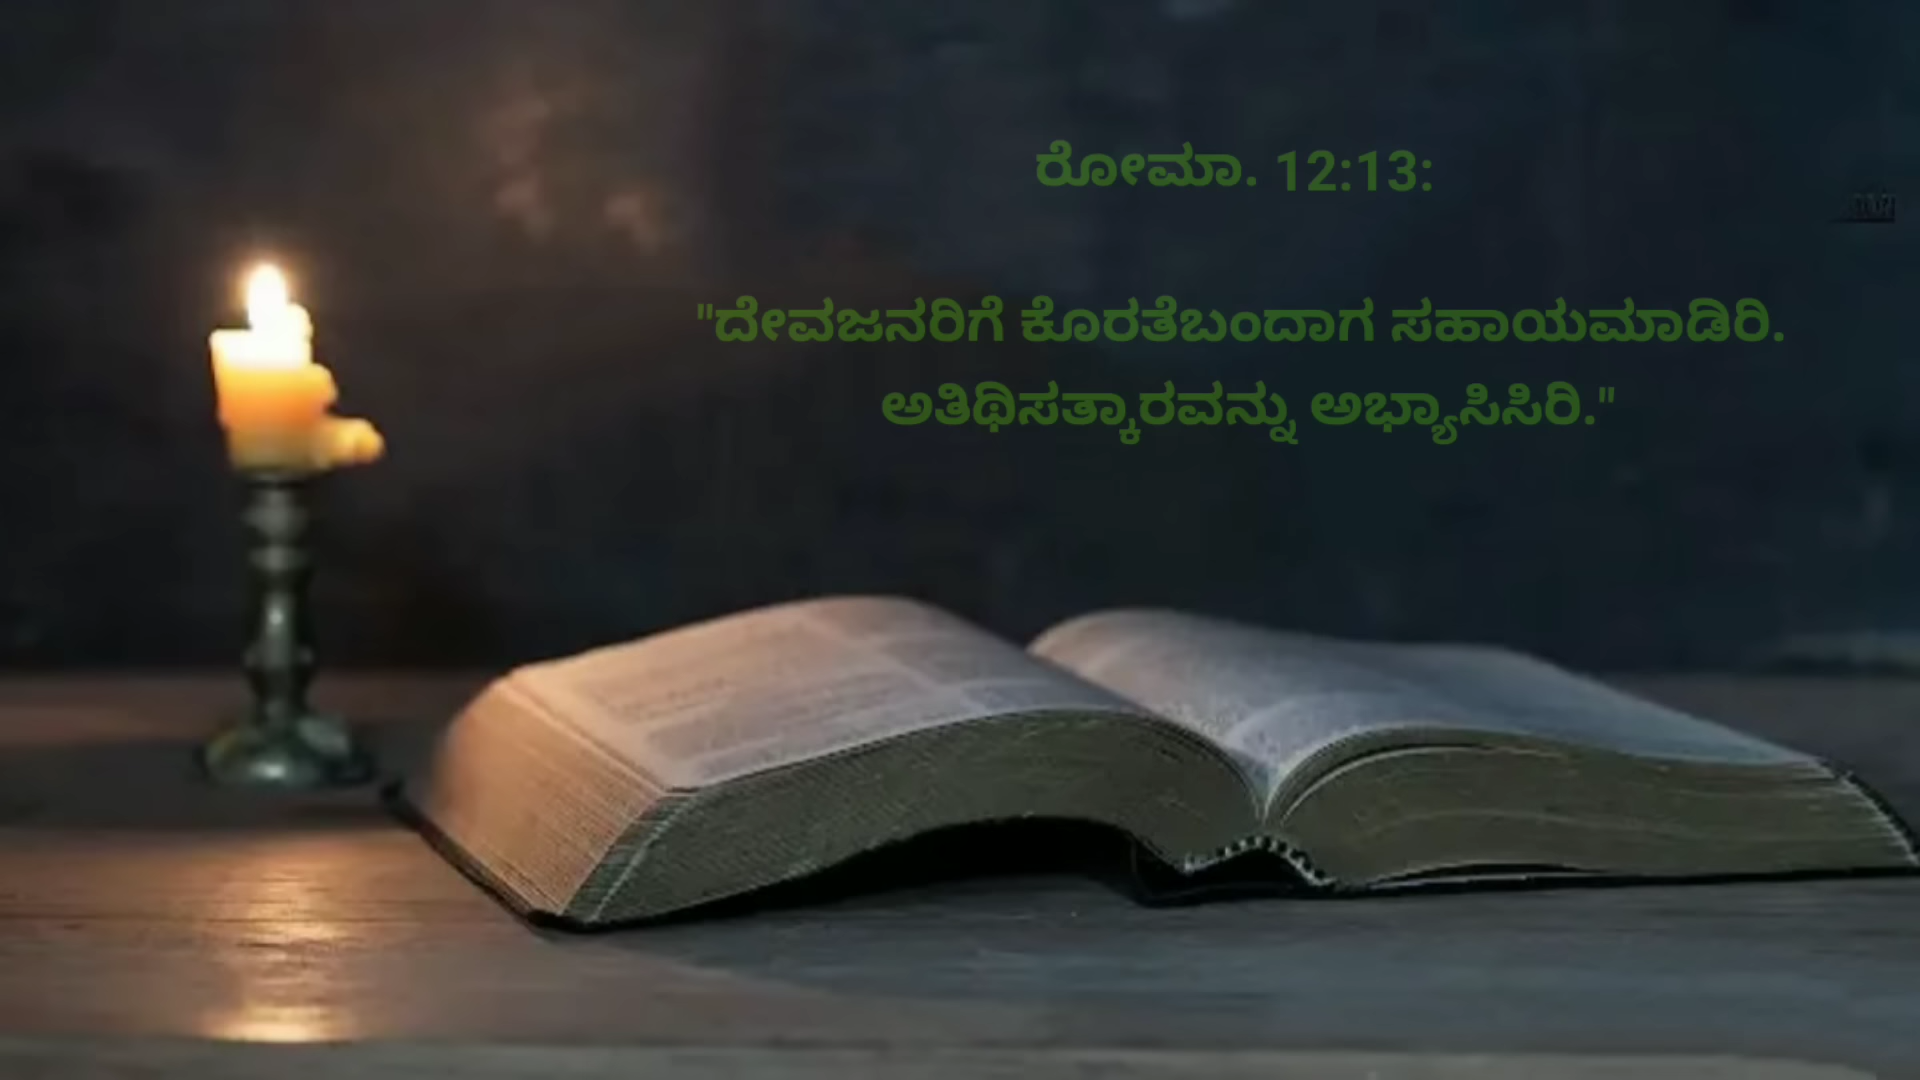 ರೋಮಾ. 12:13:
"ದೇವಜನರಿಗೆ ಕೊರತೆಬಂದಾಗ ಸಹಾಯಮಾಡಿರಿ.
ಅತಿಥಿಸತ್ಕಾರವನ್ನು ಅಭ್ಯಾಸಿಸಿರಿ."